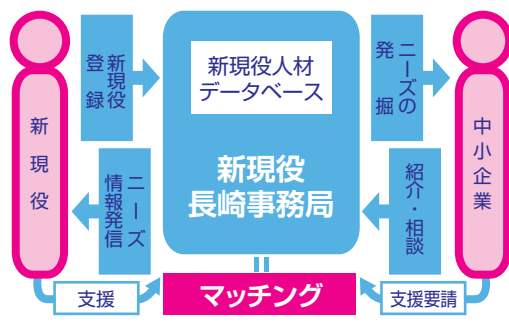 新現役
新現役
登録
新現役人材
データベース
新現役
長崎事務局
ニーズの
発掘
中小企業
ニーズ
情報発信
紹介・相談
支援
マッチング
支援要請